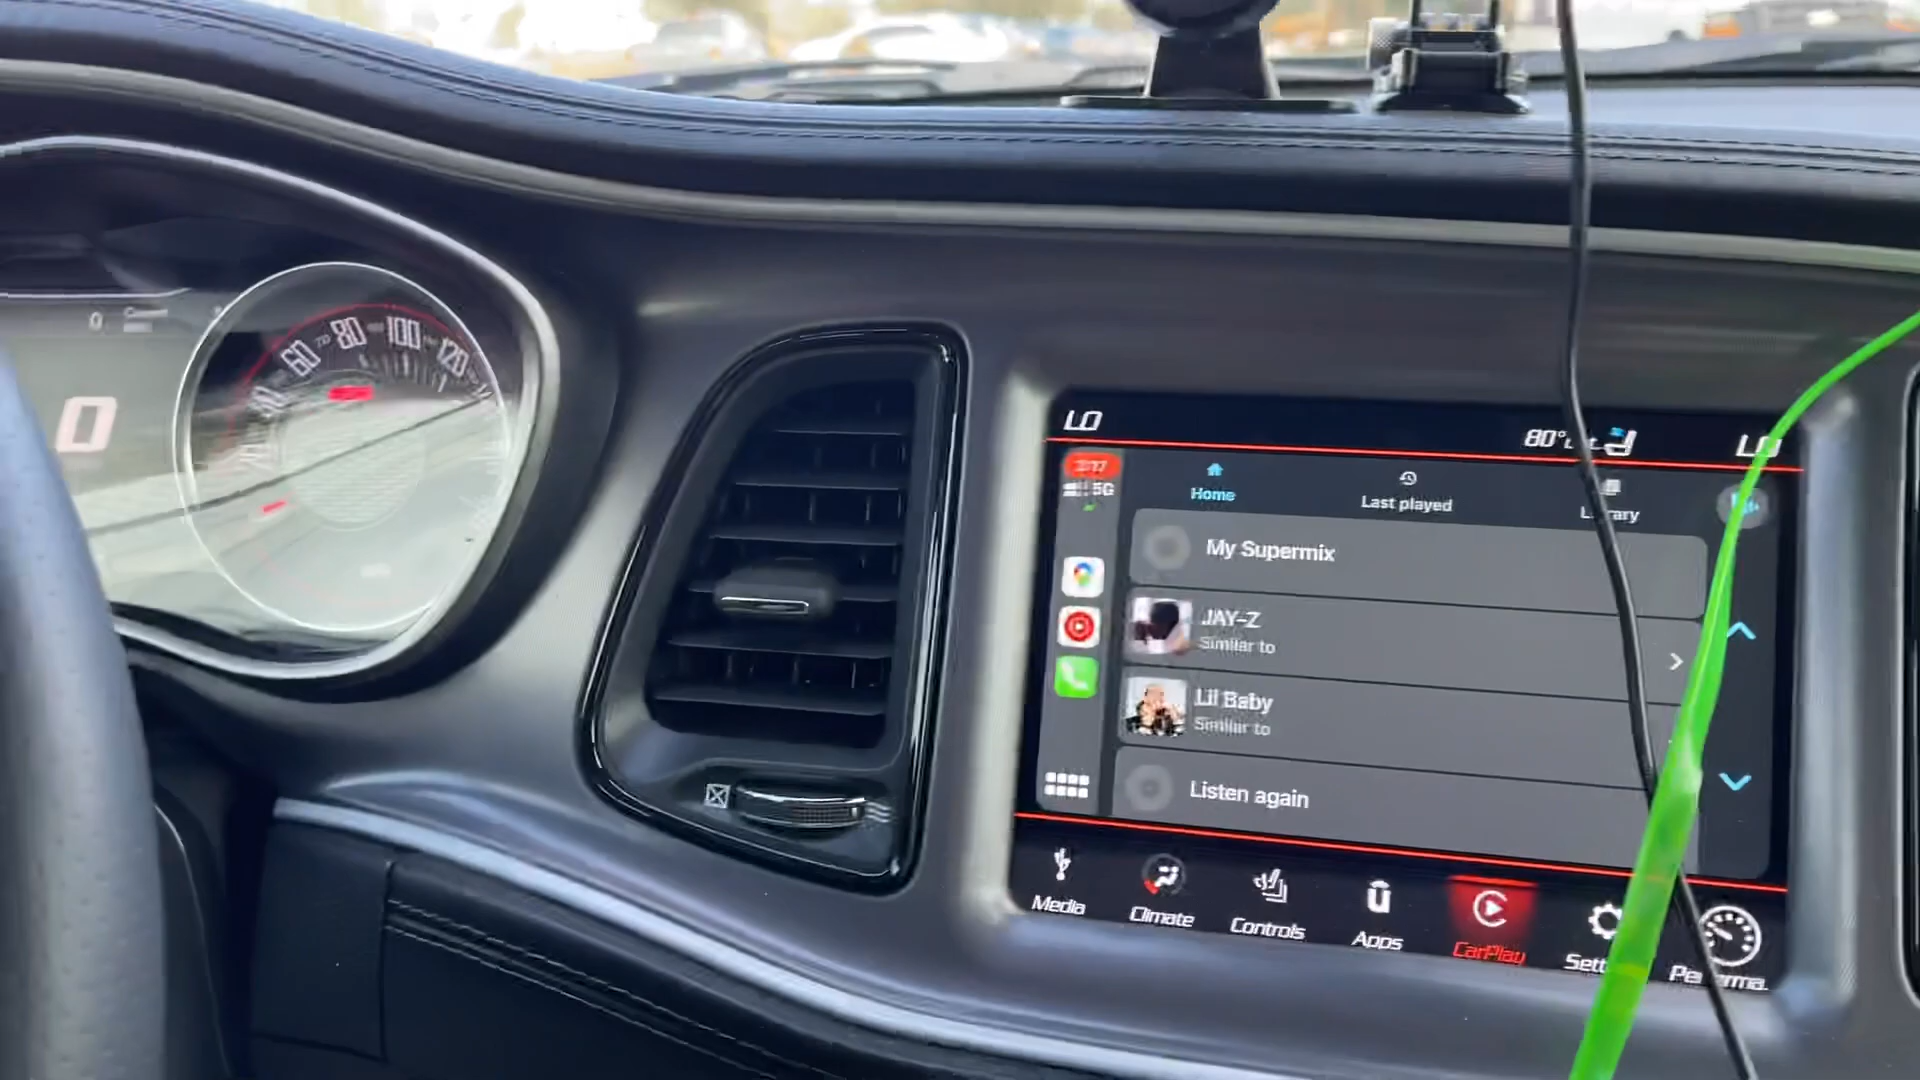 0
60
80
100
120
0
LO
80°
LO
5G
Home
Last played
My Supermix
JAY-Z
Similar to
Lil Baby
Similar to
Listen again
Media
Climate
Controls
Apps
CarPlay